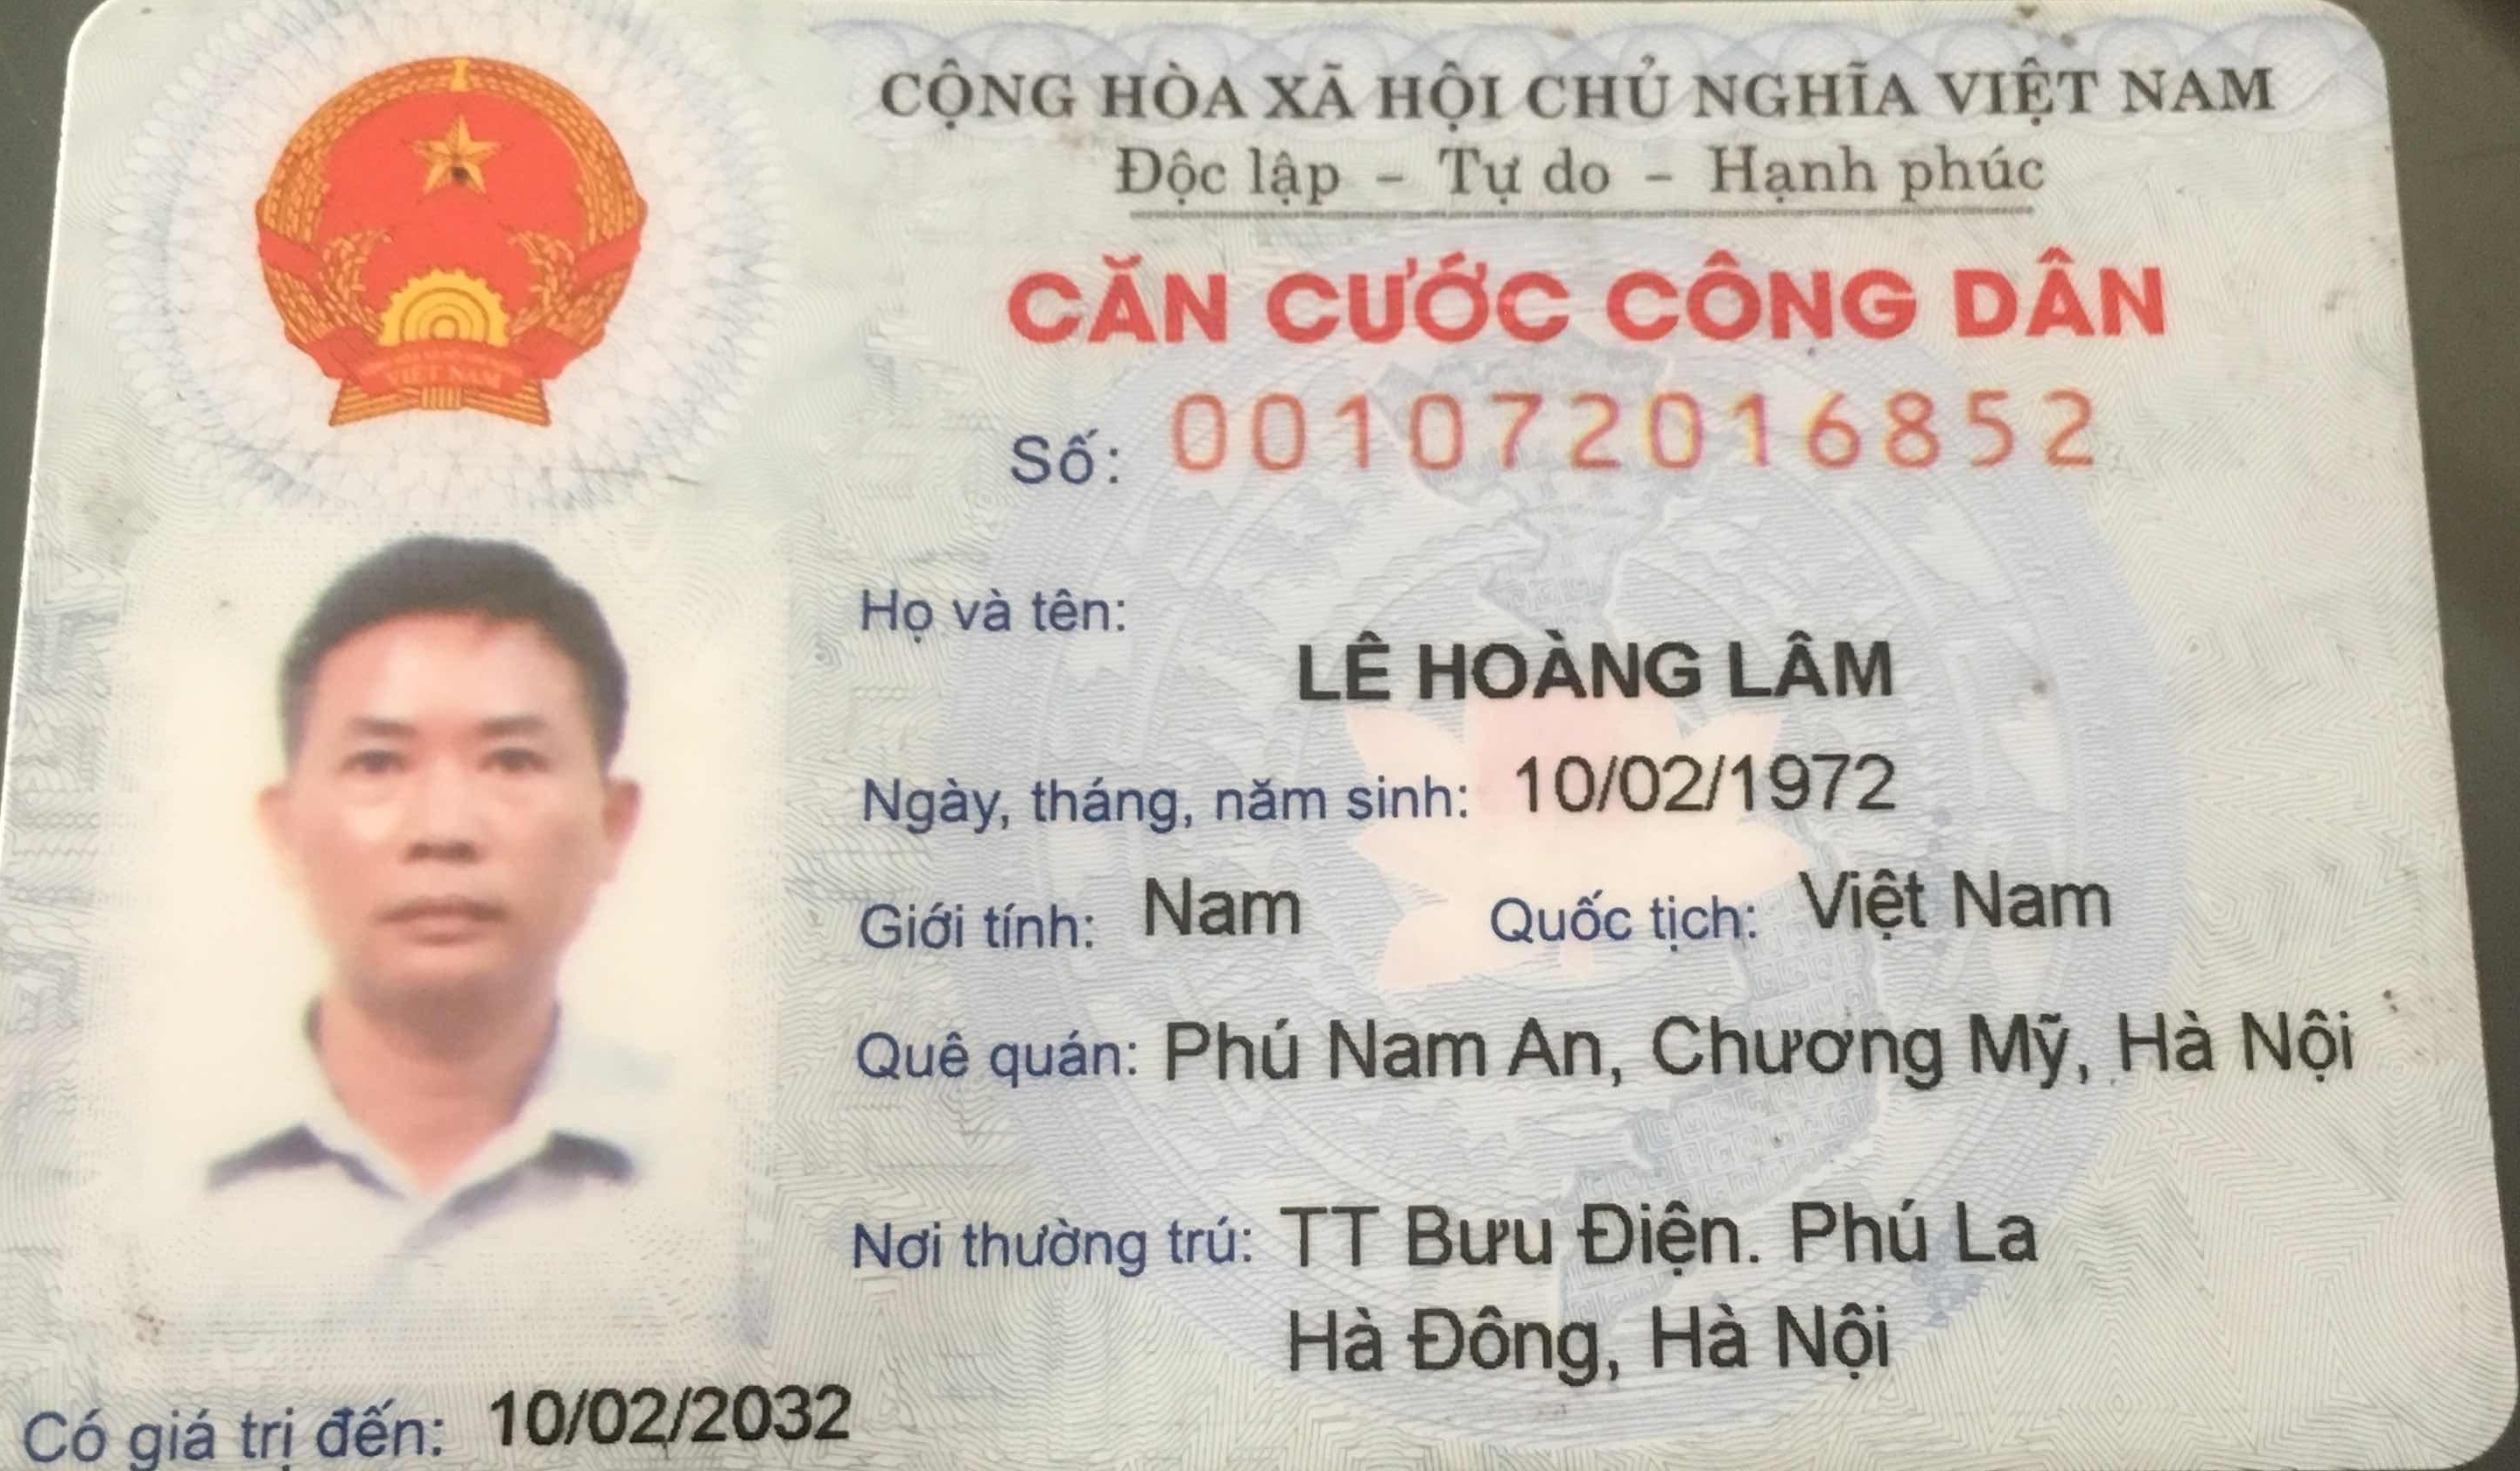 CỘNG HÒA XÃ HỘI CHỦ NGHĨA VIỆT NAM
Độc lập - Tự do - Hạnh phúc
CĂN CƯỚC CÔNG DÂN
Số: 001072016852
Họ và tên:
LÊ HOÀNG LÂM
Ngày, tháng, năm sinh: 10/02/1972
Giới tính: Nam Quốc tịch: Việt Nam
Quê quán: Phú Nam An, Chương Mỹ, Hà Nội
Nơi thường trú: TT Bưu Điện. Phú La
Hà Đông, Hà Nội
Có giá trị đến: 10/02/2032
VIỆT NAM